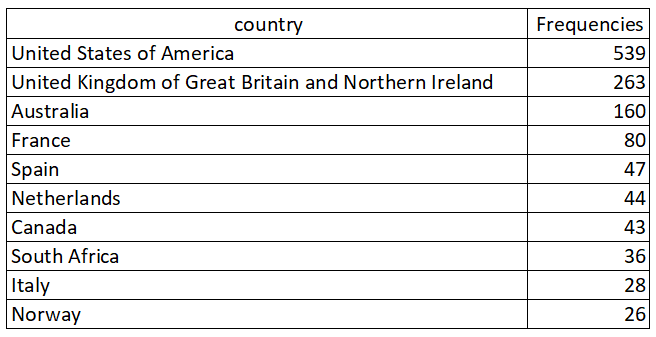 country Frequencies
United States of America 539
United Kingdom of Great Britain and Northern Ireland 263
Australia 160
France 80
Spain 47
Netherlands 44
Canada 43
South Africa 36
Italy 28
Norway 26